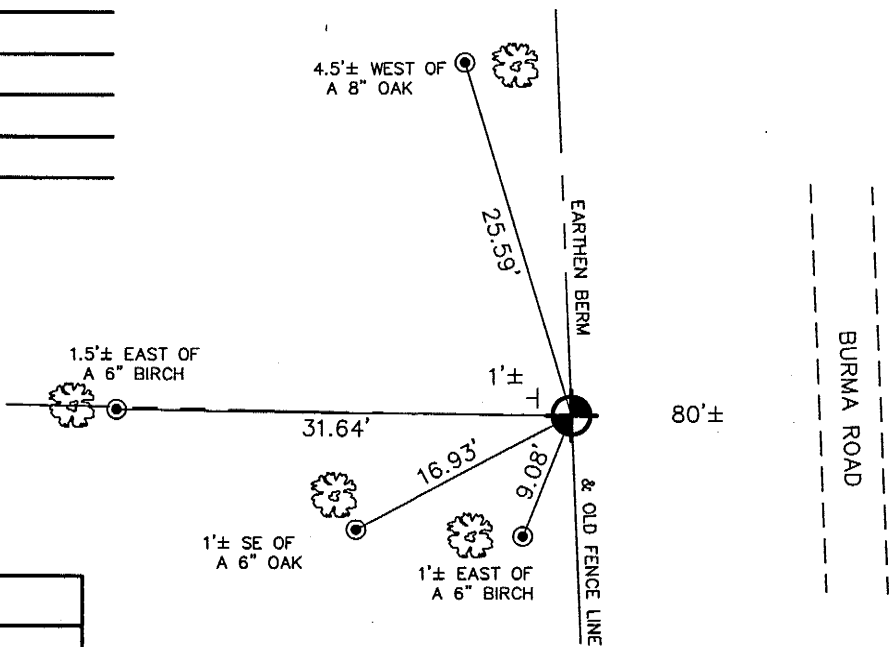 4.5'± WEST OF
A 8" OAK
25.59'
EARTHEN BERM
1.5'± EAST OF
A 6" BIRCH
1'±
31.64'
80'±
BURMA ROAD
16.93'
9.08'
& OLD FENCE LINE
1'± SE OF
A 6" OAK
1'± EAST OF
A 6" BIRCH